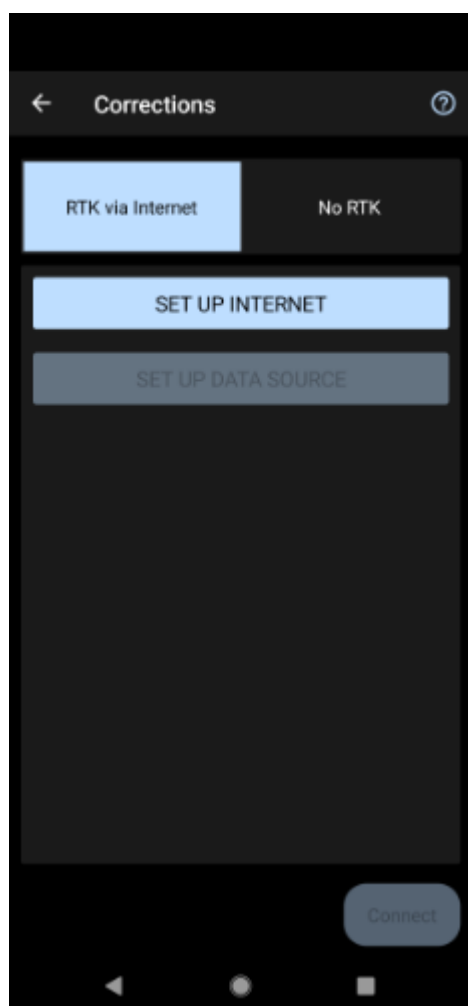 Corrections
RTK via Internet
No RTK
SET UP INTERNET
SET UP DATA SOURCE
Connect